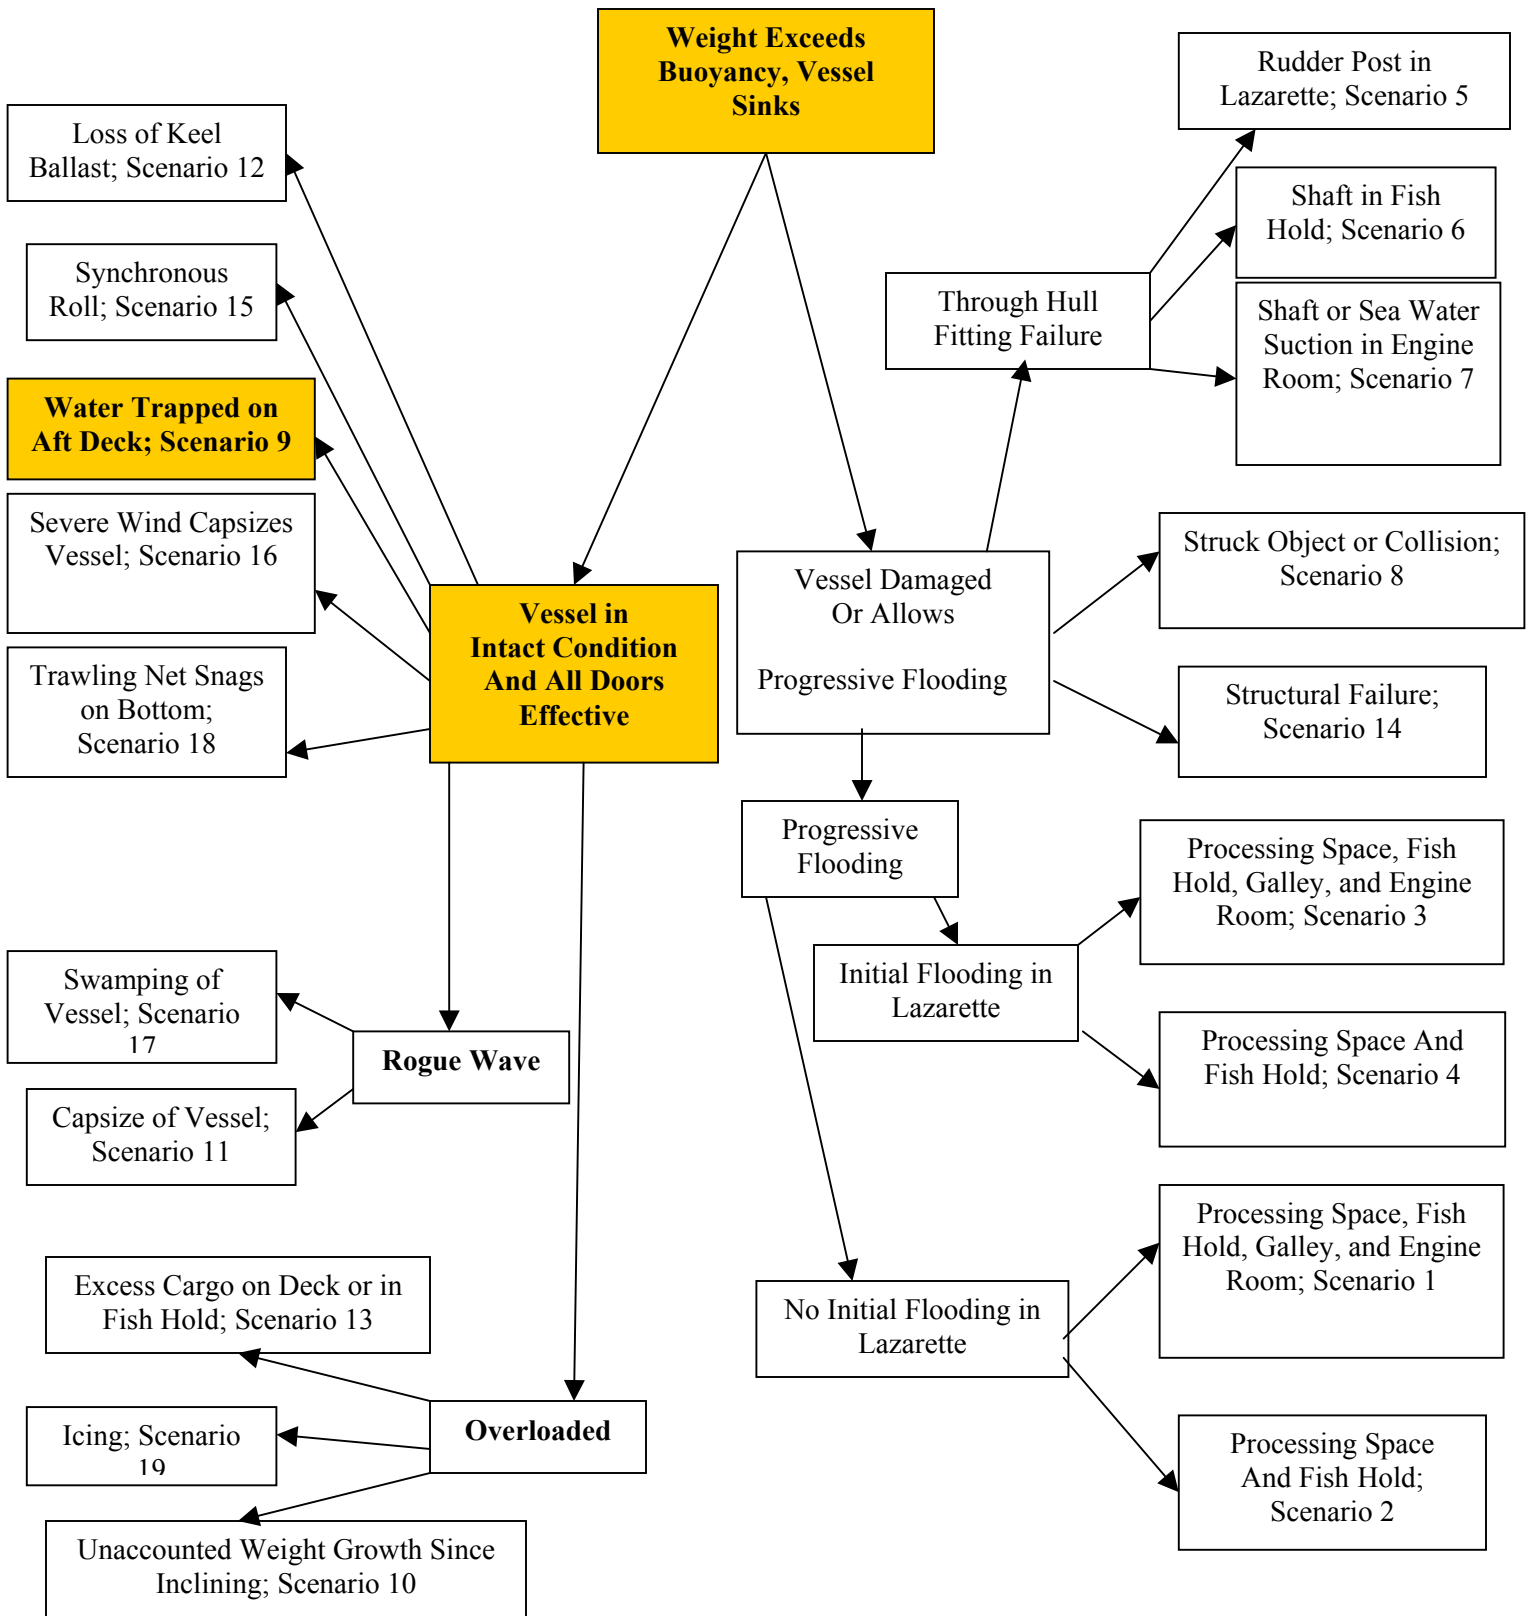 Weight Exceeds
Buoyancy, Vessel
Sinks
Rudder Post in
Lazarette; Scenario 5
Loss of Keel
Ballast; Scenario 12
Shaft in Fish
Hold; Scenario 6
Synchronous
Roll; Scenario 15
Through Hull
Fitting Failure
Shaft or Sea Water
Suction in Engine
Room; Scenario 7
Water Trapped on
Aft Deck; Scenario 9
Severe Wind Capsizes
Vessel; Scenario 16
Struck Object or Collision;
Scenario 8
Vessel Damaged
Or Allows
Progressive Flooding
Vessel in
Intact Condition
And All Doors
Effective
Trawling Net Snags
on Bottom;
Scenario 18
Structural Failure;
Scenario 14
Progressive
Flooding
Processing Space, Fish
Hold, Galley, and Engine
Room; Scenario 3
Initial Flooding in
Lazarette
Swamping of
Vessel; Scenario
17
Rogue Wave
Processing Space And
Fish Hold; Scenario 4
Capsize of Vessel;
Scenario 11
Processing Space, Fish
Hold, Galley, and Engine
Room; Scenario 1
Excess Cargo on Deck or in
Fish Hold; Scenario 13
No Initial Flooding in
Lazarette
Icing; Scenario
19
Overloaded
Processing Space
And Fish Hold;
Scenario 2
Unaccounted Weight Growth Since
Inclining; Scenario 10